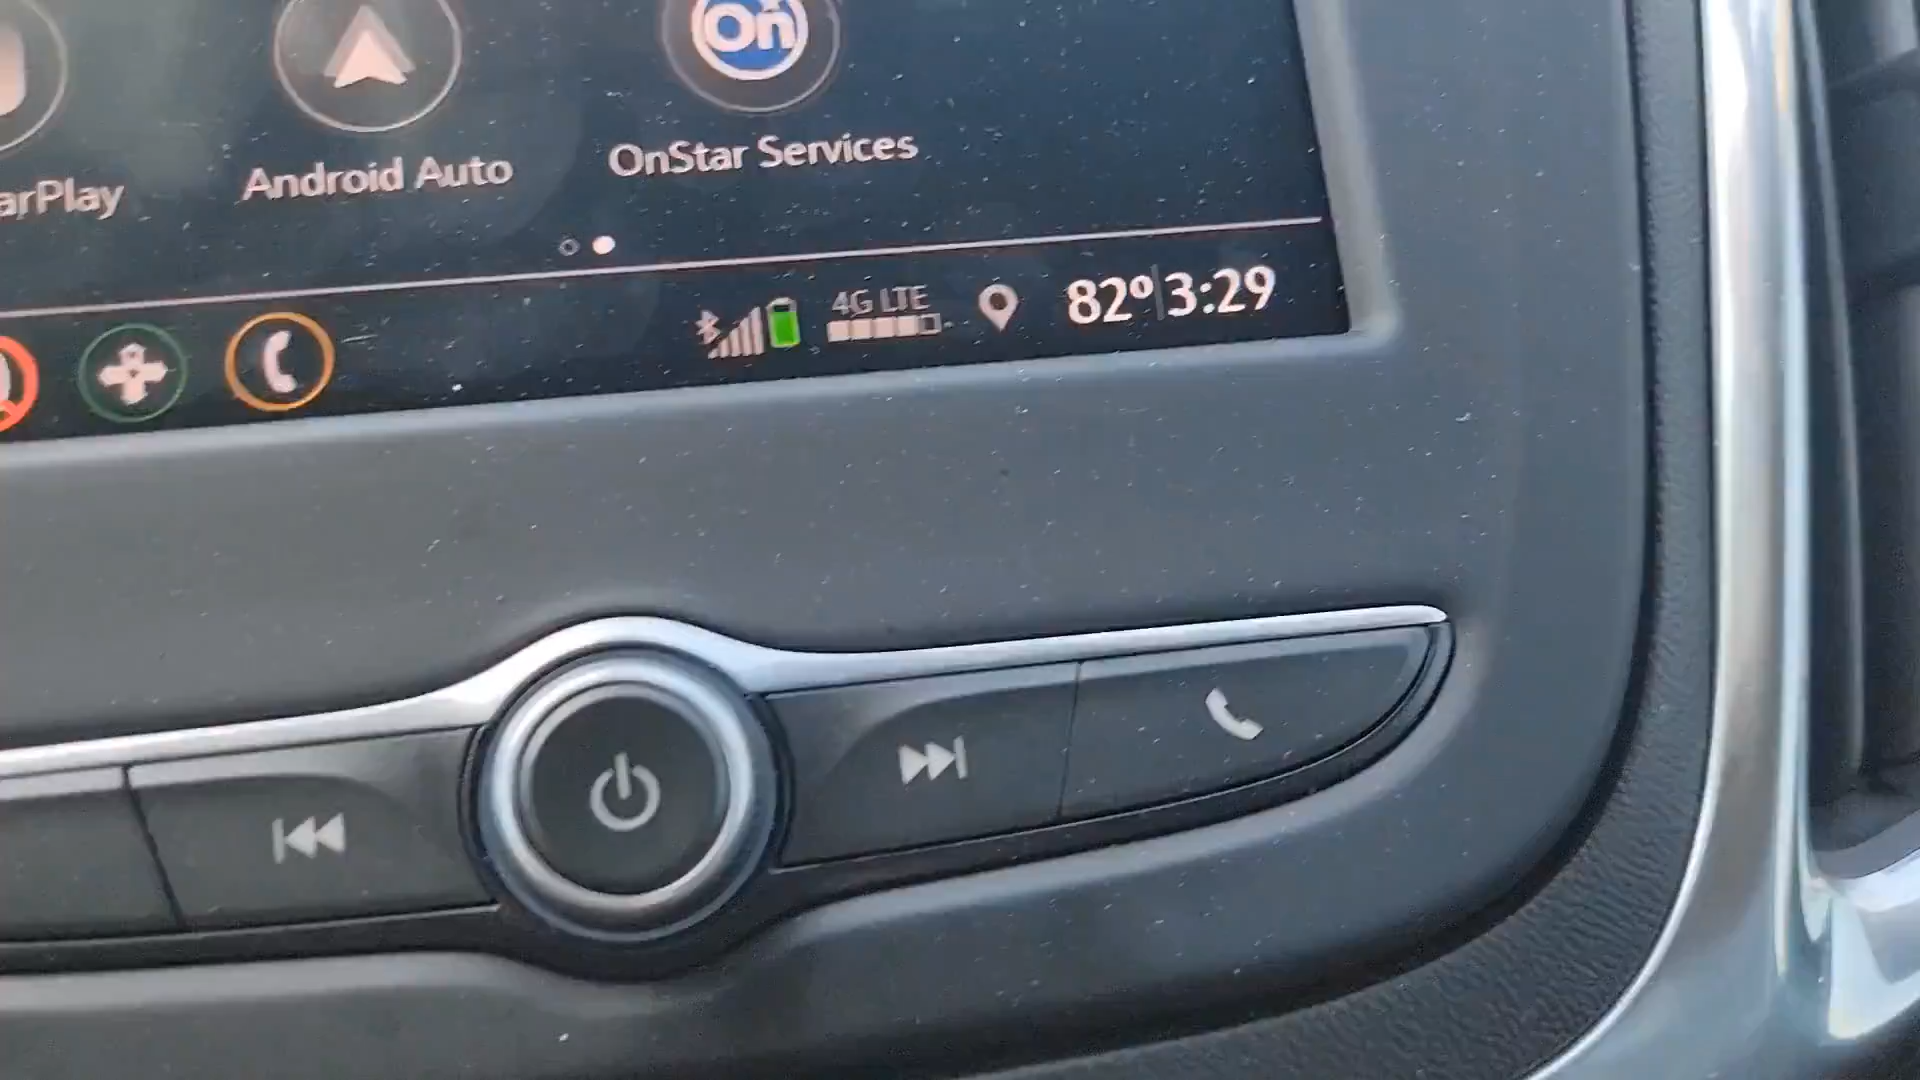 On
arPlay
Android Auto
OnStar Services
4G LTE
82° 3:29